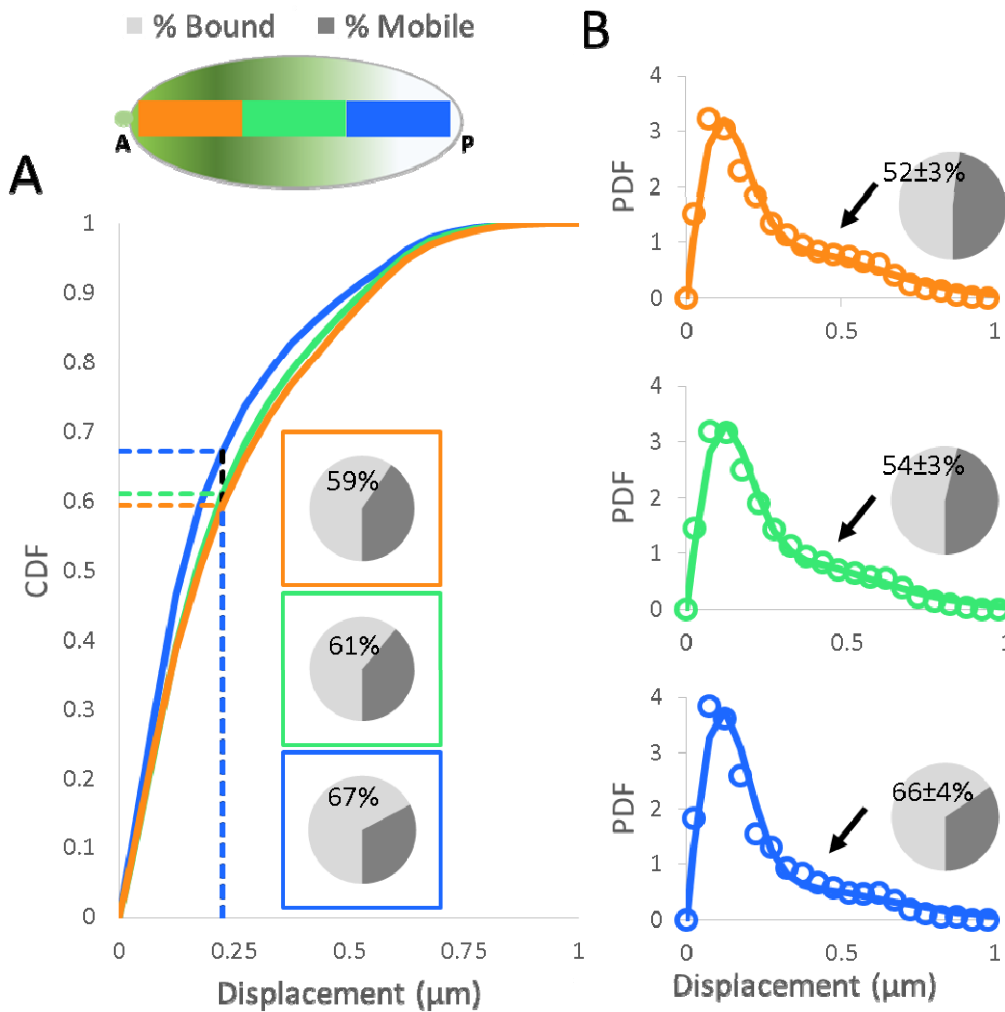 % Bound % Mobile
A P
A
CDF
1
0.9
0.8
0.7
0.6
0.5
0.4
0.3
0.2
0.1
0
0 0.25 0.5 0.75 1
Displacement (μm)
59%
61%
67%
B
PDF
4
3
2
1
0
0 0.5 1
52±3%
PDF
4
3
2
1
0
0 0.5 1
54±3%
PDF
4
3
2
1
0
0 0.5 1
66±4%
Displacement (μm)